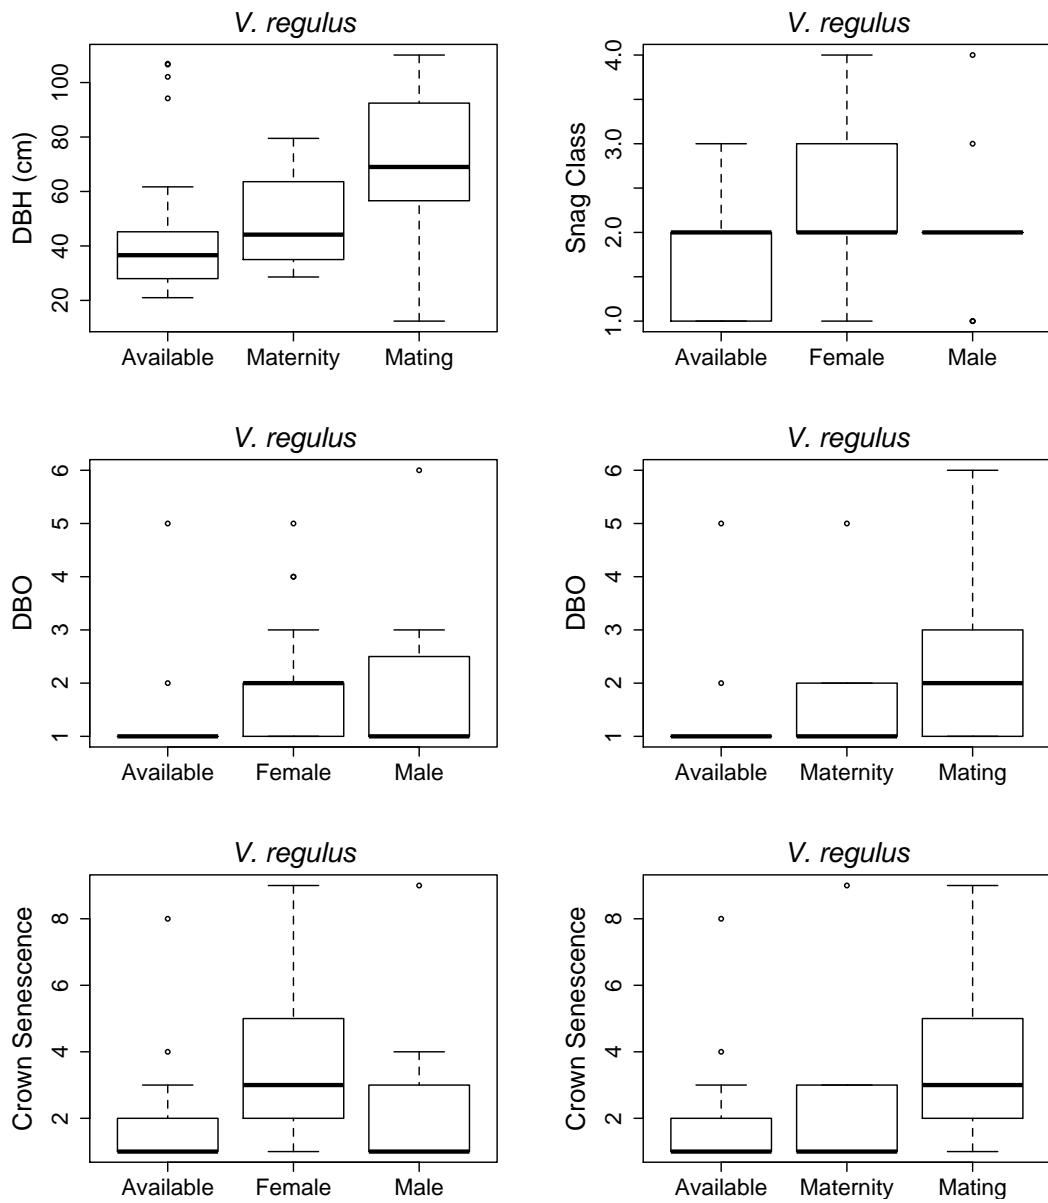 V. regulus
DBH (cm)
100
80
60
40
20
Available Maternity Mating
V. regulus
Snag Class
4.0
3.0
2.0
1.0
Available Female Male
V. regulus
DBO
6
5
4
3
2
1
Available Female Male
V. regulus
DBO
6
5
4
3
2
1
Available Maternity Mating
V. regulus
Crown Senescence
8
6
4
2
Available Female Male
V. regulus
Crown Senescence
8
6
4
2
Available Maternity Mating